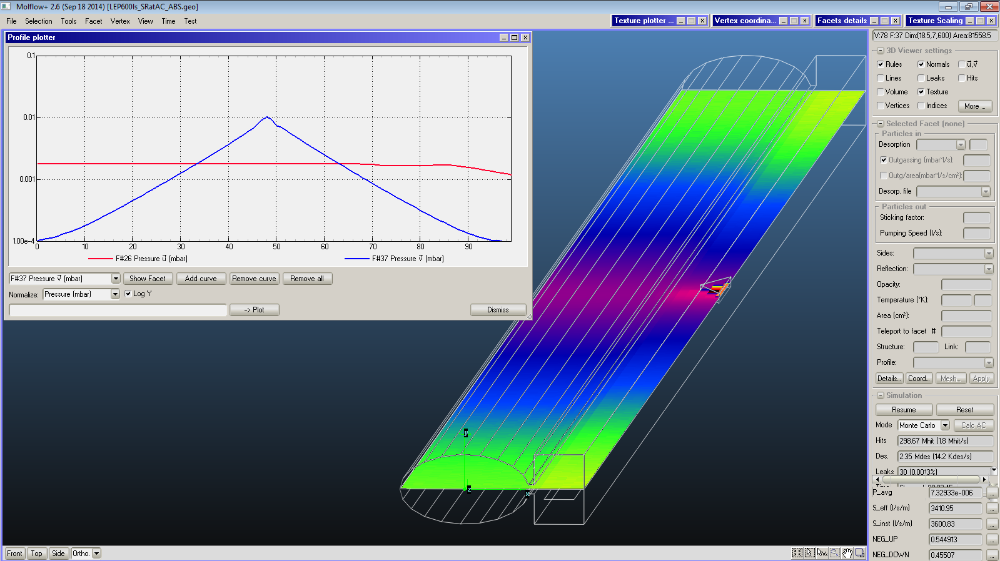 Molflow+ 2.6 (Sep 18 2014) [LEP600ls_SRatAC_ABS.geo]
File Selection Tools Facet Vertex View Time Test
Texture plotter ... Vertex coordina... Facets details Texture Scaling
Profile plotter
V:78 F:37 Dim:(18.5,7,600) Area:81558.5
3D Viewer settings
Rules Normals ū,v̄
Lines Leaks Hits
Volume Texture
Vertices Indices More ...
0.1
0.01
0.001
1.00e-4
0 10 20 30 40 50 60 70 80 90
F#26 Pressure ū [mbar] F#37 Pressure v̄ [mbar]
F#37 Pressure v̄ [mbar] Show Facet Add curve Remove curve Remove all
Normalize: Pressure (mbar) Log Y
-> Plot Dismiss
Selected Facet (none)
Particles in
Desorption
Outgassing (mbar*l/s):
Outg/area(mbar*l/s/cm²):
Desorp. file
Particles out
Sticking factor:
Pumping Speed (l/s):
Sides:
Reflection:
Opacity:
Temperature (°K):
Area (cm²):
Teleport to facet #
Structure: Link:
Profile:
Details... Coord... Mesh... Apply
Simulation
Resume Reset
Mode Monte Carlo Calc AC
Hits 298.67 Mhit (1.8 Mhit/s)
Des. 2.35 Mdes (14.2 Kdes/s)
Leaks 30 (0.0013%)
P_avg 7.32933e-006 ...
S_eff (l/s/m) 3410.95 ...
S_inst (l/s/m) 3600.83 ...
NEG_UP 0.544913 ...
NEG_DOWN 0.45507 ...
y
z
x
Front Top Side Ortho.